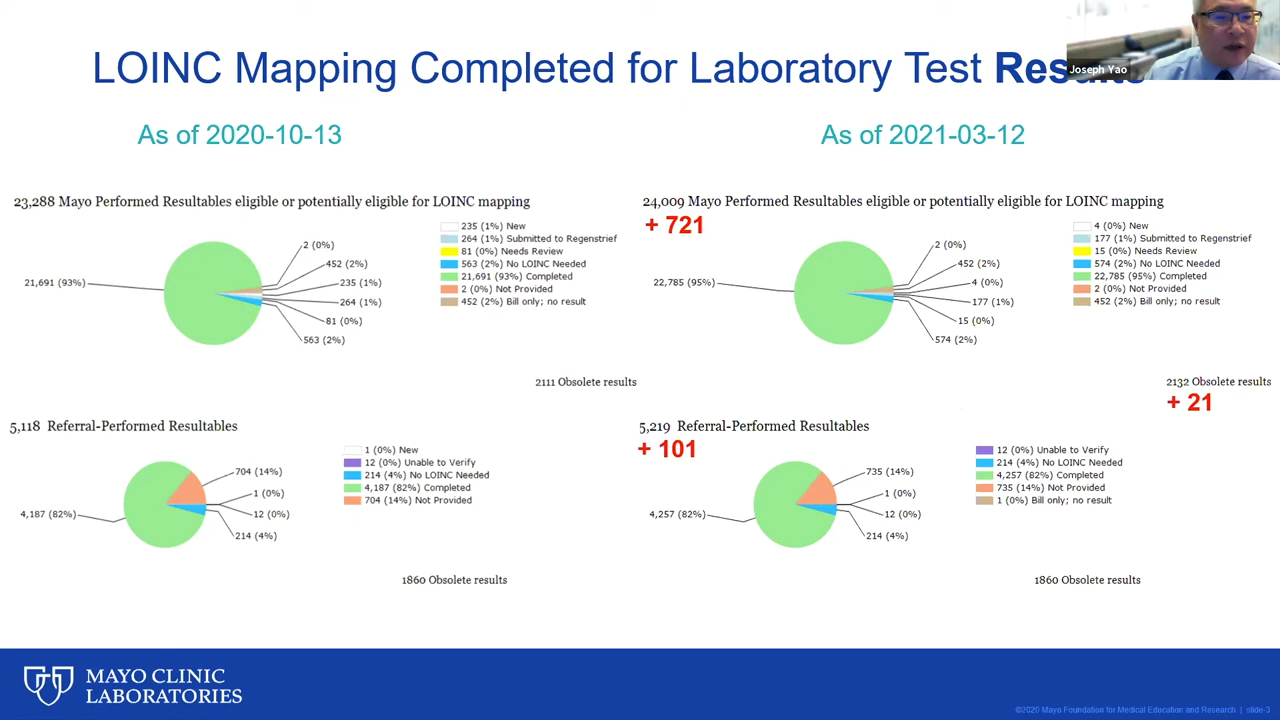 LOINC Mapping Completed for Laboratory Test Results
Joseph Yao
As of 2020-10-13
As of 2021-03-12
23,288 Mayo Performed Resultables eligible or potentially eligible for LOINC mapping
235 (1%) New
264 (1%) Submitted to Regenstrief
81 (0%) Needs Review
563 (2%) No LOINC Needed
21,691 (93%) Completed
2 (0%) Not Provided
452 (2%) Bill only; no result
21,691 (93%)
2 (0%)
452 (2%)
235 (1%)
264 (1%)
81 (0%)
563 (2%)
2111 Obsolete results
24,009 Mayo Performed Resultables eligible or potentially eligible for LOINC mapping
+ 721
4 (0%) New
177 (1%) Submitted to Regenstrief
15 (0%) Needs Review
574 (2%) No LOINC Needed
22,785 (95%) Completed
2 (0%) Not Provided
452 (2%) Bill only; no result
22,785 (95%)
2 (0%)
452 (2%)
4 (0%)
177 (1%)
15 (0%)
574 (2%)
2132 Obsolete results
+ 21
5,118 Referral-Performed Resultables
1 (0%) New
12 (0%) Unable to Verify
214 (4%) No LOINC Needed
4,187 (82%) Completed
704 (14%) Not Provided
704 (14%)
1 (0%)
12 (0%)
214 (4%)
4,187 (82%)
1860 Obsolete results
5,219 Referral-Performed Resultables
+ 101
12 (0%) Unable to Verify
214 (4%) No LOINC Needed
4,257 (82%) Completed
735 (14%) Not Provided
1 (0%) Bill only; no result
735 (14%)
1 (0%)
12 (0%)
214 (4%)
4,257 (82%)
1860 Obsolete results
MAYO CLINIC
LABORATORIES
©2020 Mayo Foundation for Medical Education and Research | slide-3